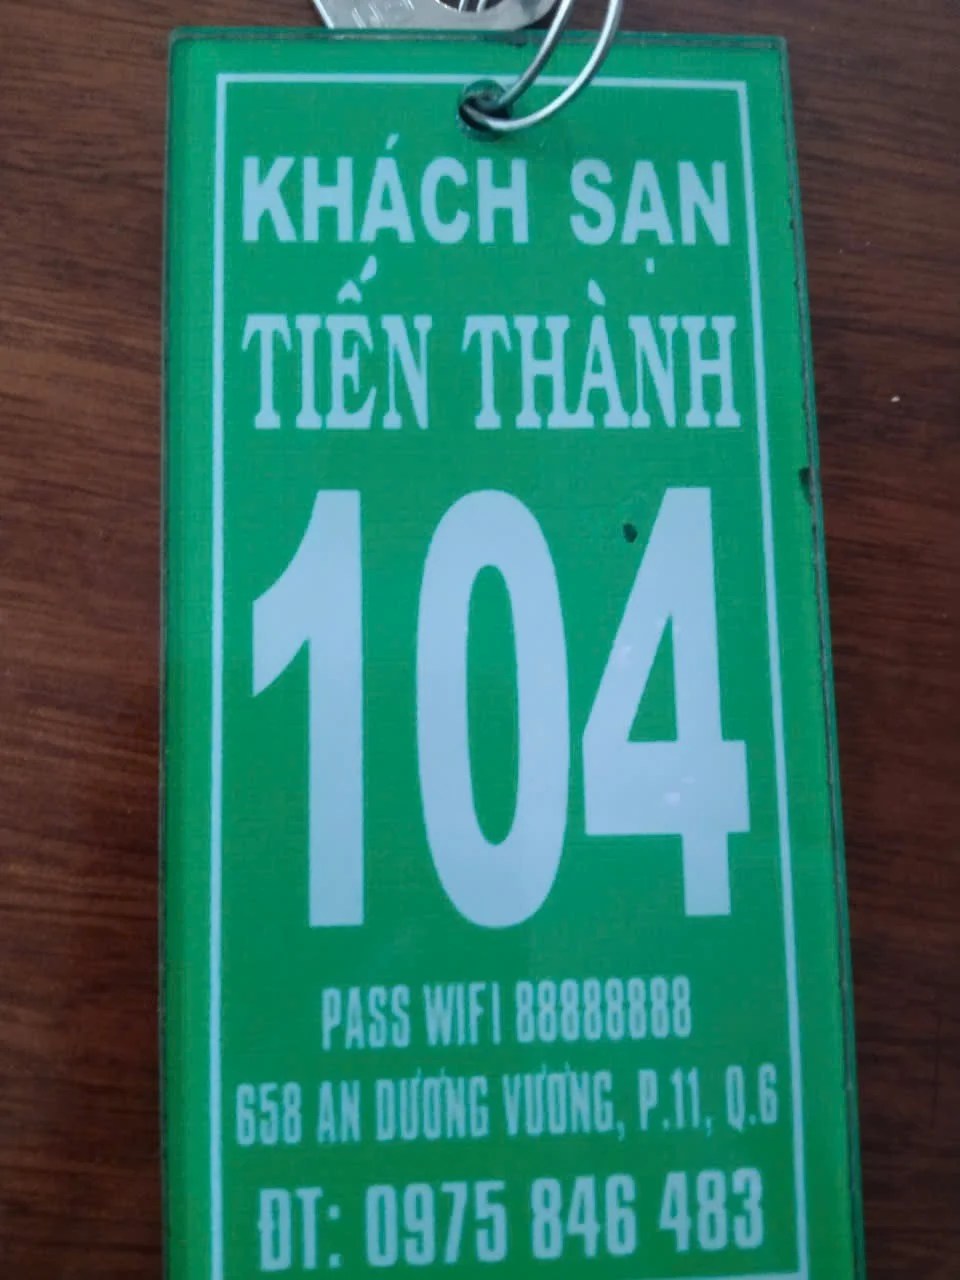 KHÁCH SẠN
TIẾN THÀNH
104
PASS WIFI 88888888
658 AN DƯƠNG VƯƠNG, P.11, Q.6
ĐT: 0975 846 483